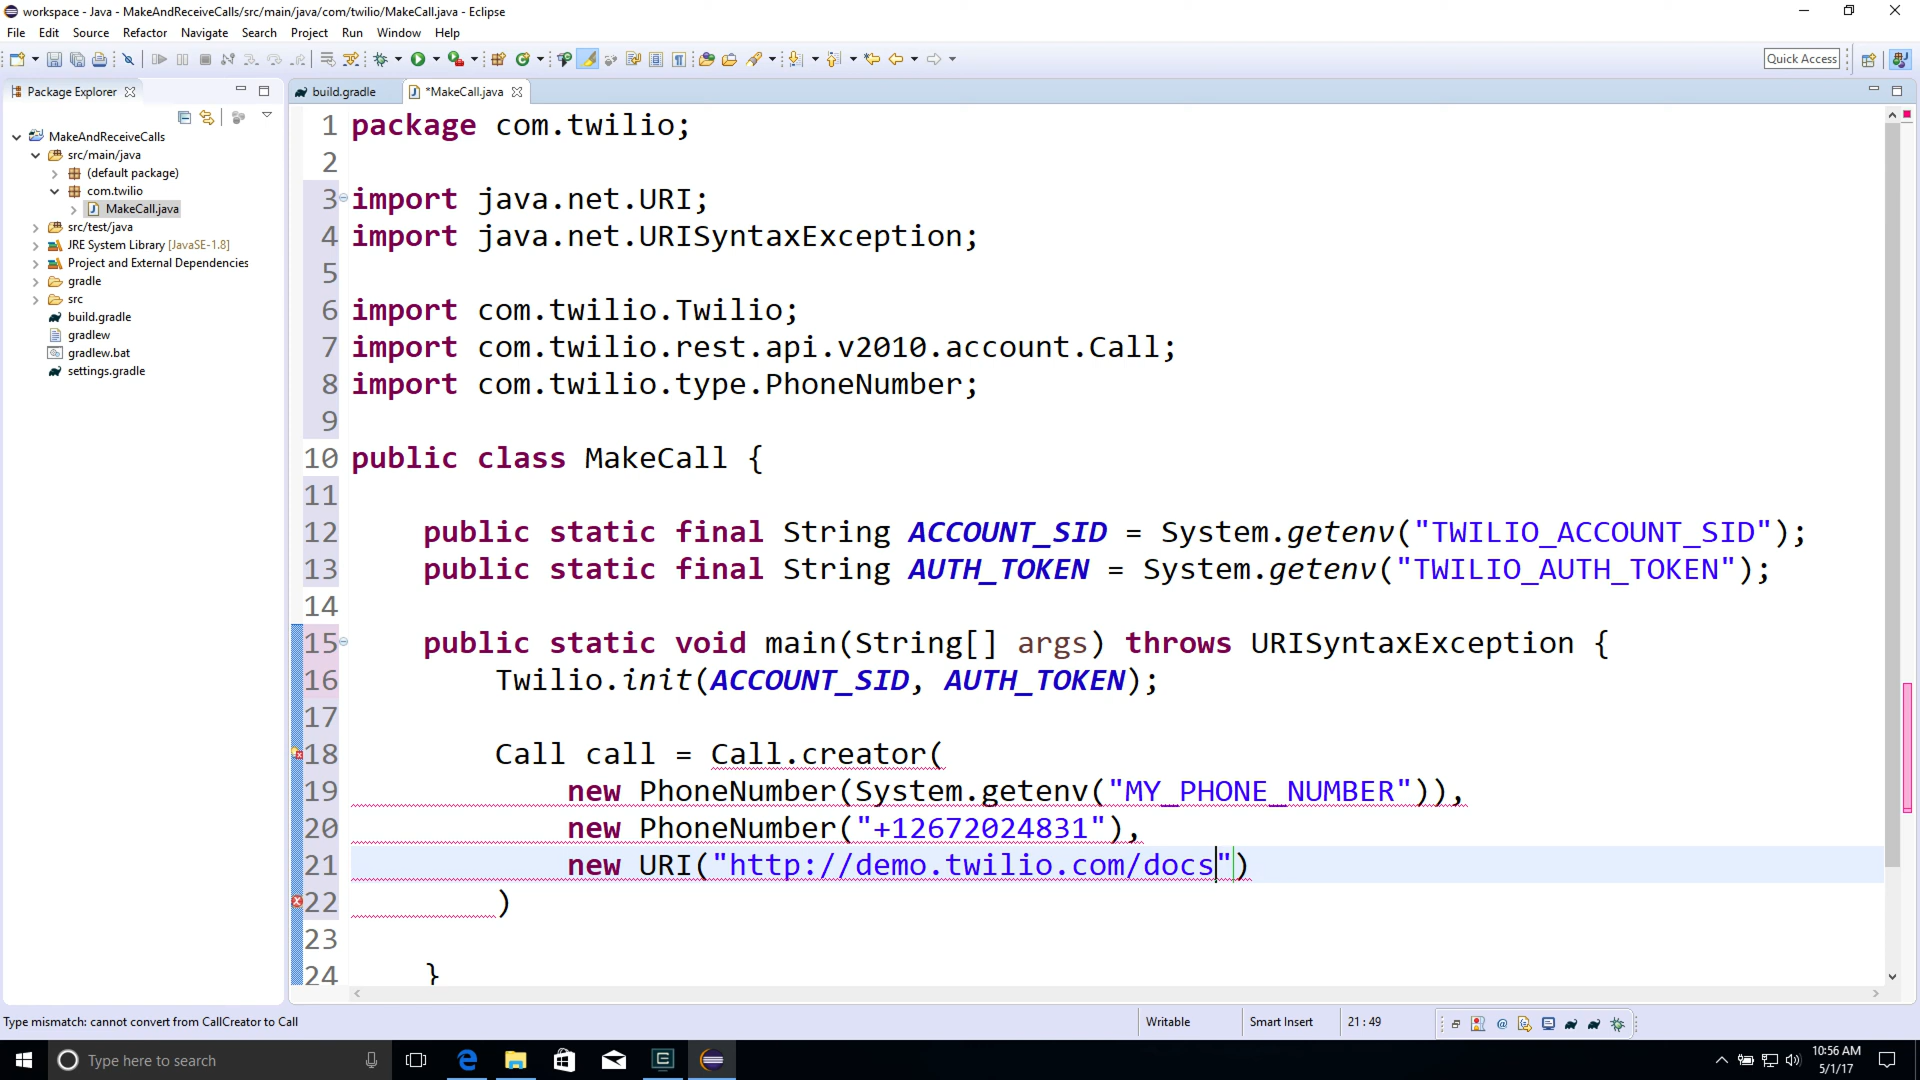 workspace - Java - MakeAndReceiveCalls/src/main/java/com/twilio/MakeCall.java - Eclipse
File Edit Source Refactor Navigate Search Project Run Window Help
Quick Access
Package Explorer
build.gradle
*MakeCall.java
MakeAndReceiveCalls
src/main/java
(default package)
com.twilio
MakeCall.java
src/test/java
JRE System Library [JavaSE-1.8]
Project and External Dependencies
gradle
src
build.gradle
gradlew
gradlew.bat
settings.gradle
1 package com.twilio;
2
3 import java.net.URI;
4 import java.net.URISyntaxException;
5
6 import com.twilio.Twilio;
7 import com.twilio.rest.api.v2010.account.Call;
8 import com.twilio.type.PhoneNumber;
9
10 public class MakeCall {
11
12 public static final String ACCOUNT_SID = System.getenv("TWILIO_ACCOUNT_SID");
13 public static final String AUTH_TOKEN = System.getenv("TWILIO_AUTH_TOKEN");
14
15 public static void main(String[] args) throws URISyntaxException {
16 Twilio.init(ACCOUNT_SID, AUTH_TOKEN);
17
18 Call call = Call.creator(
19 new PhoneNumber(System.getenv("MY_PHONE_NUMBER")),
20 new PhoneNumber("+12672024831"),
21 new URI("http://demo.twilio.com/docs")
22 )
23
24 }
Type mismatch: cannot convert from CallCreator to Call
Writable
Smart Insert
21 : 49
Type here to search
10:56 AM
5/1/17